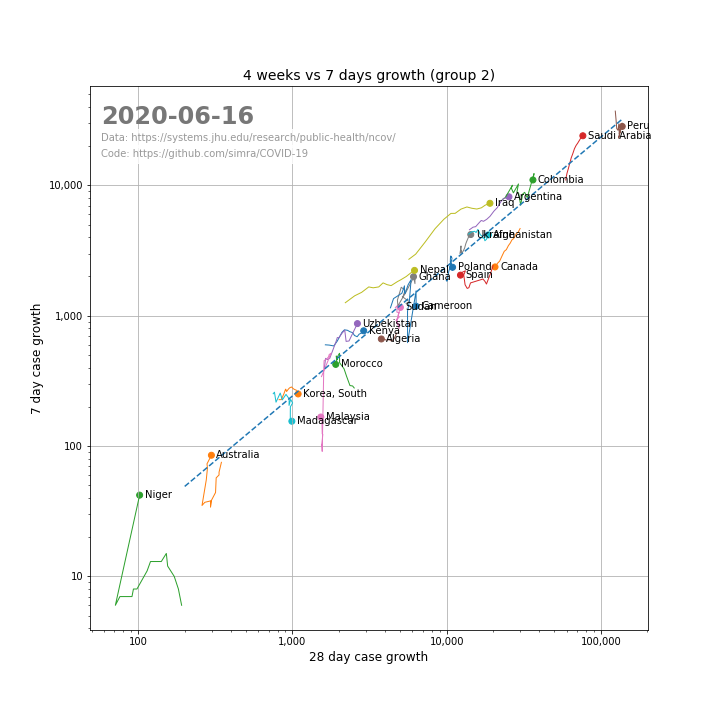 4 weeks vs 7 days growth (group 2)
2020-06-16
Data: https://systems.jhu.edu/research/public-health/ncov/
Code: https://github.com/simra/COVID-19
Peru
Saudi Arabia
Colombia
Argentina
Iraq
Ukraine
Afghanistan
Poland
Canada
Nepal
Spain
Ghana
Sudan
Cameroon
Uzbekistan
Kenya
Algeria
Morocco
Korea, South
Malaysia
Madagascar
Australia
Niger
10,000
1,000
100
10
7 day case growth
100
1,000
10,000
100,000
28 day case growth